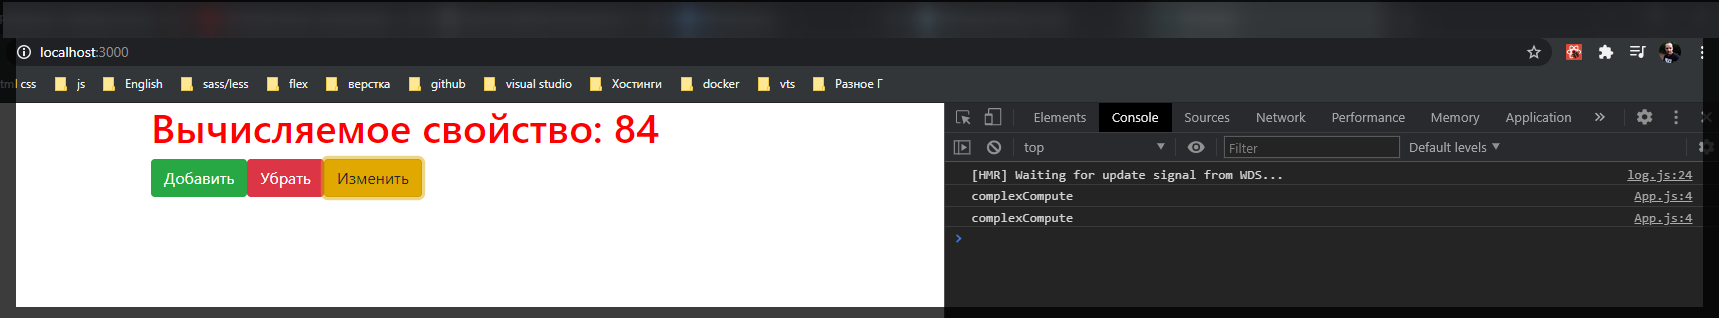 localhost:3000
tml css js English sass/less flex верстка github visual studio Хостинги docker vts Разное Г
Вычисляемое свойство: 84
Добавить Убрать Изменить
Elements Console Sources Network Performance Memory Application »
top Filter Default levels
[HMR] Waiting for update signal from WDS... log.js:24
complexCompute App.js:4
complexCompute App.js:4